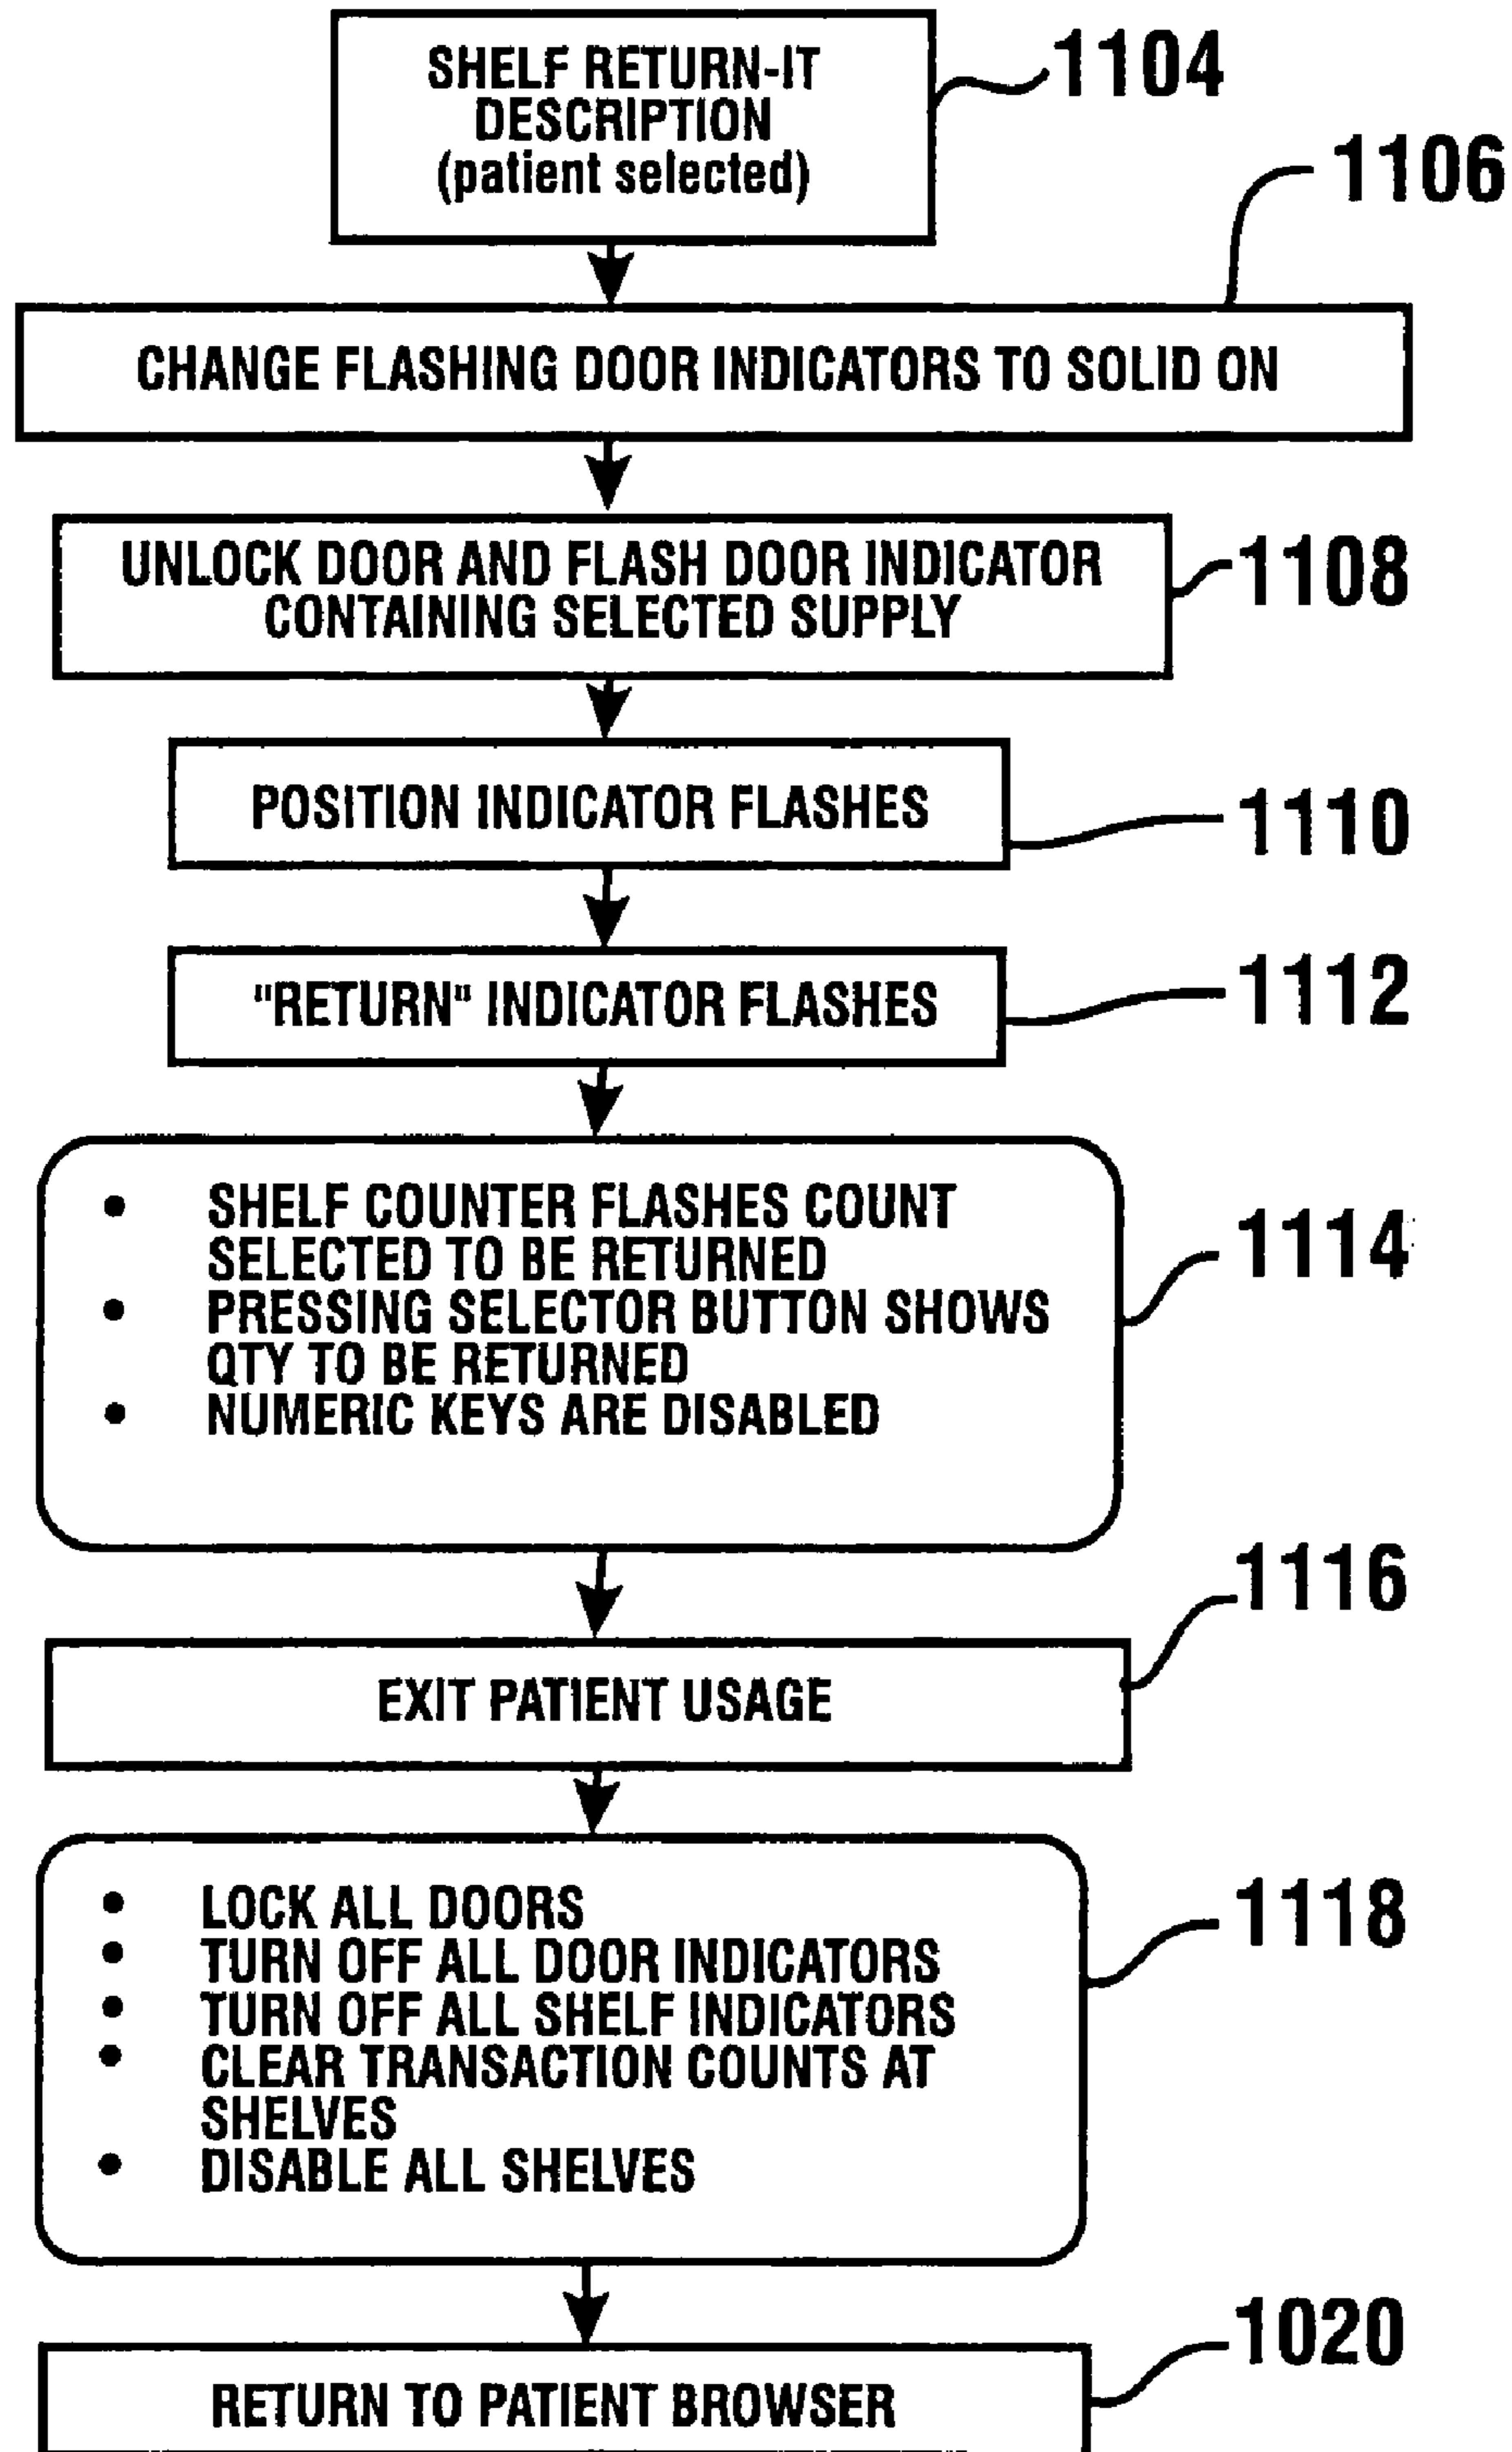 SHELF RETURN-IT
DESCRIPTION
(patient selected)
1104
1106
CHANGE FLASHING DOOR INDICATORS TO SOLID ON
UNLOCK DOOR AND FLASH DOOR INDICATOR
CONTAINING SELECTED SUPPLY
1108
POSITION INDICATOR FLASHES
1110
"RETURN" INDICATOR FLASHES
1112
• SHELF COUNTER FLASHES COUNT
SELECTED TO BE RETURNED
• PRESSING SELECTOR BUTTON SHOWS
QTY TO BE RETURNED
• NUMERIC KEYS ARE DISABLED
1114
EXIT PATIENT USAGE
1116
• LOCK ALL DOORS
• TURN OFF ALL DOOR INDICATORS
• TURN OFF ALL SHELF INDICATORS
• CLEAR TRANSACTION COUNTS AT
SHELVES
• DISABLE ALL SHELVES
1118
RETURN TO PATIENT BROWSER
1020